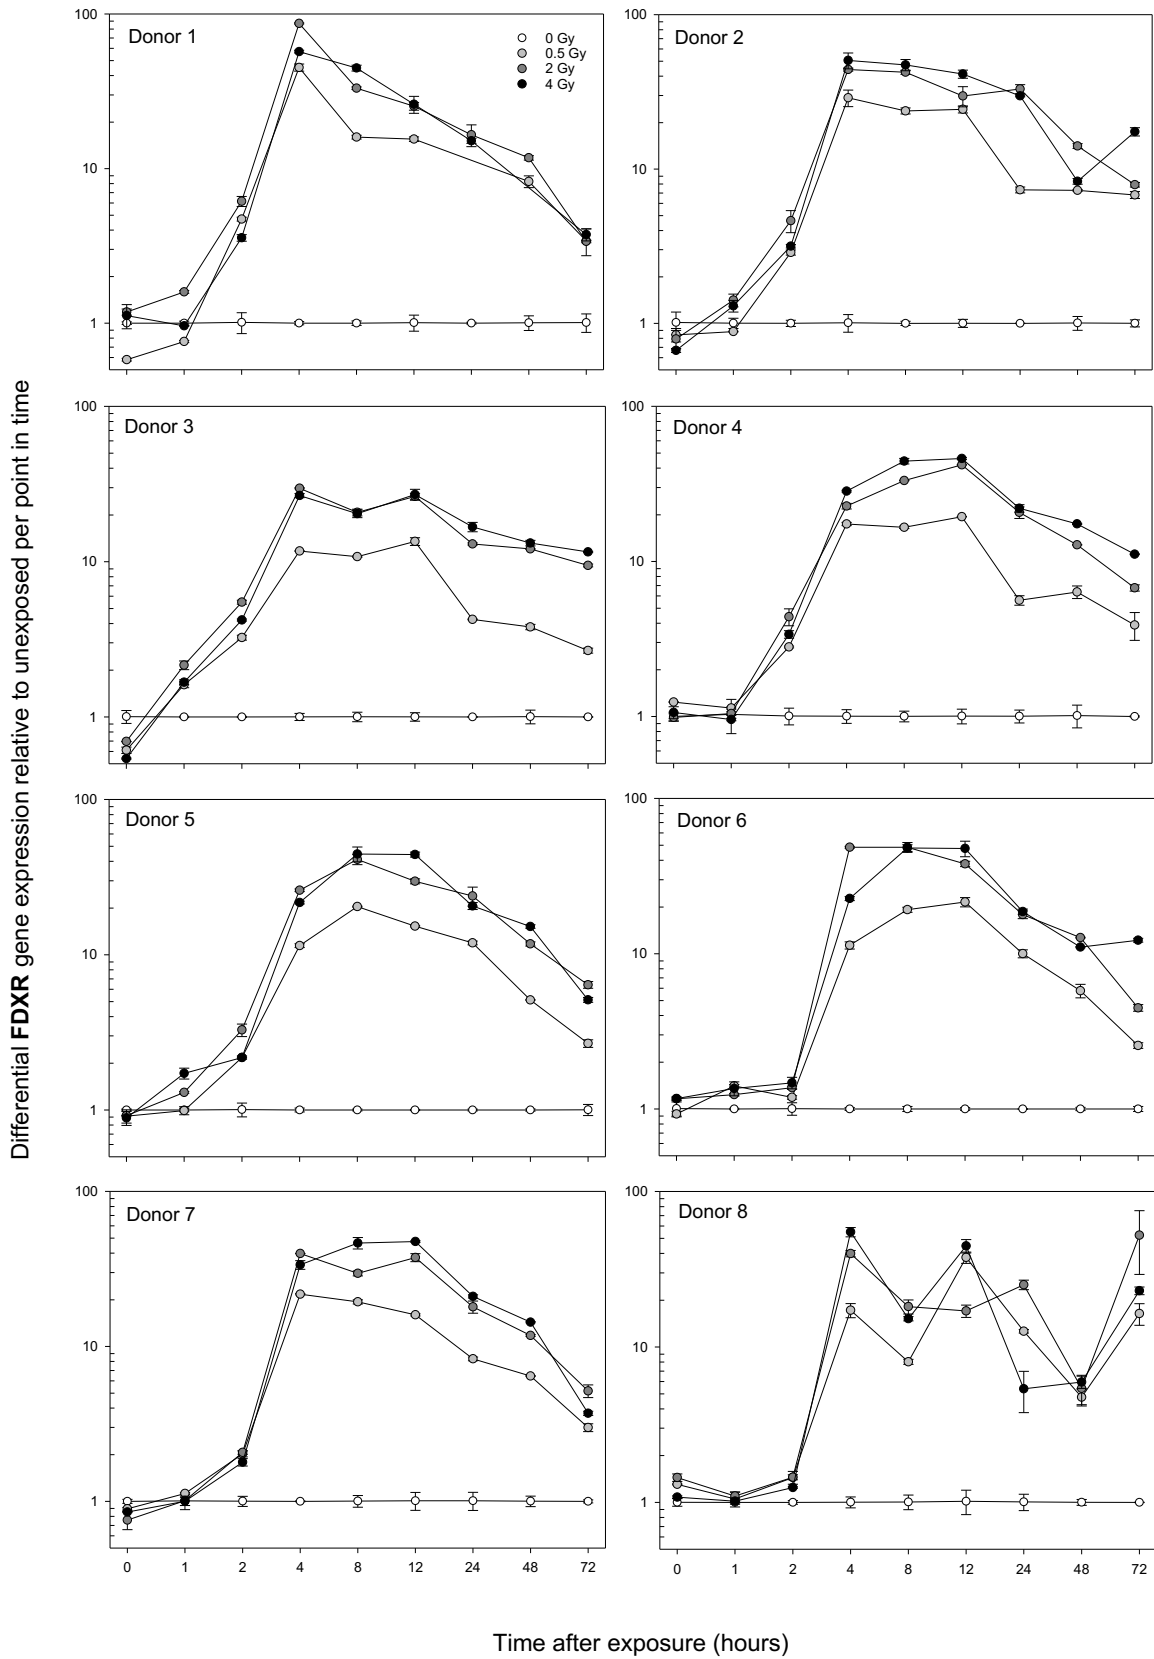 Differential FDXR gene expression relative to unexposed per point in time
Donor 1
0 Gy
0.5 Gy
2 Gy
4 Gy
100
10
1
Donor 2
100
10
1
Donor 3
100
10
1
Donor 4
100
10
1
Donor 5
100
10
1
Donor 6
100
10
1
Donor 7
100
10
1
0 1 2 4 8 12 24 48 72
Donor 8
100
10
1
0 1 2 4 8 12 24 48 72
Time after exposure (hours)